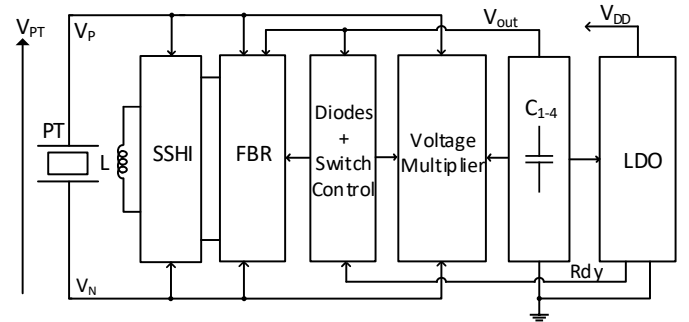 V_PT
V_P
V_out
V_DD
PT
L
SSHI
FBR
Diodes
+
Switch
Control
Voltage
Multiplier
C_1-4
LDO
Rdy
V_N